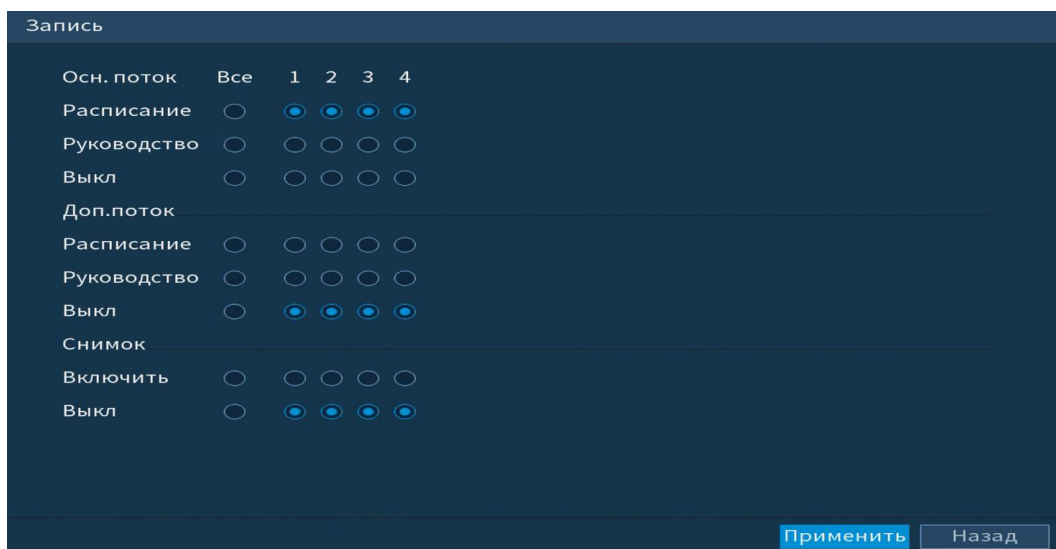 Запись
Осн. поток Все 1 2 3 4
Расписание
Руководство
Выкл
Доп.поток
Расписание
Руководство
Выкл
Снимок
Включить
Выкл
Применить Назад